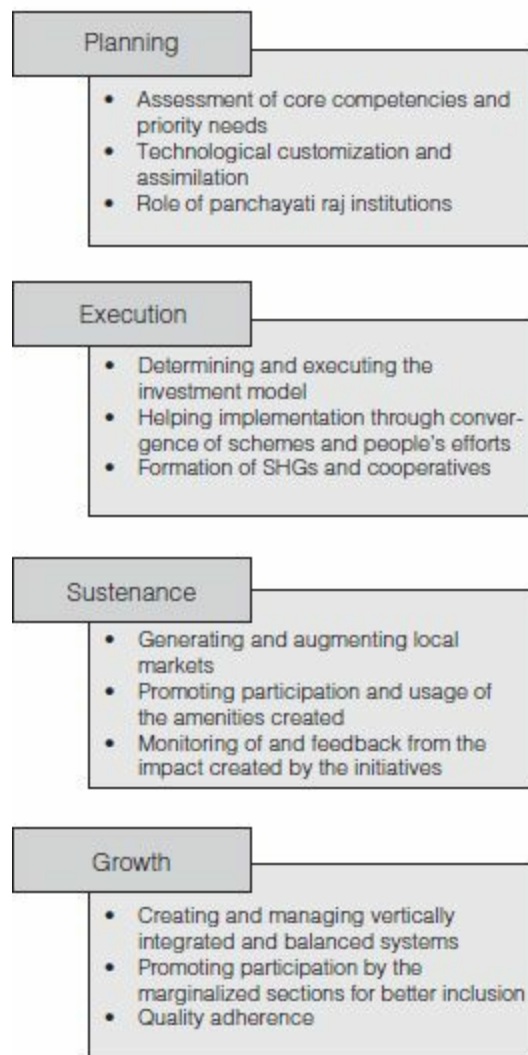 Planning
• Assessment of core competencies and
priority needs
• Technological customization and
assimilation
• Role of panchayati raj institutions
Execution
• Determining and executing the
investment model
• Helping implementation through conver-
gence of schemes and people's efforts
• Formation of SHGs and cooperatives
Sustenance
• Generating and augmenting local
markets
• Promoting participation and usage of
the amenities created
• Monitoring of and feedback from the
impact created by the initiatives
Growth
• Creating and managing vertically
integrated and balanced systems
• Promoting participation by the
marginalized sections for better inclusion
• Quality adherence